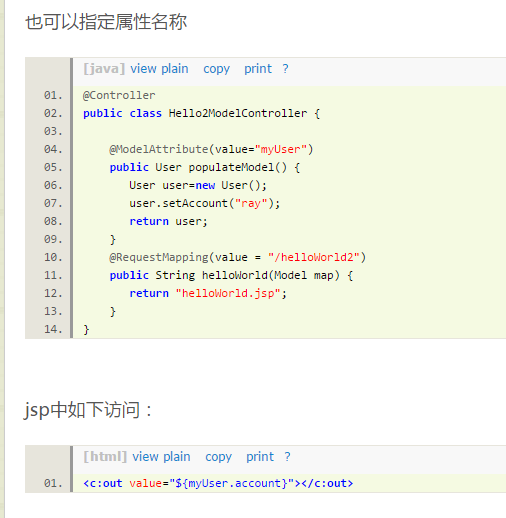 也可以指定属性名称
[java] view plain copy print ?
01. @Controller
02. public class Hello2ModelController {
03.
04. @ModelAttribute(value="myUser")
05. public User populateModel() {
06. User user=new User();
07. user.setAccount("ray");
08. return user;
09. }
10. @RequestMapping(value = "/helloWorld2")
11. public String helloWorld(Model map) {
12. return "helloWorld.jsp";
13. }
14. }
jsp中如下访问：
[html] view plain copy print ?
01. <c:out value="${myUser.account}"></c:out>